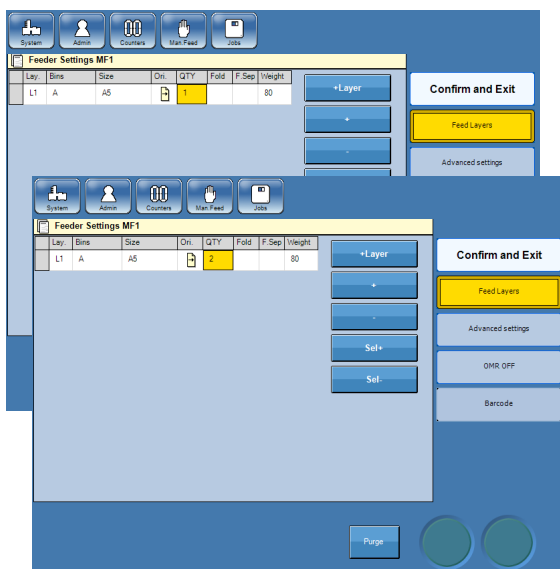 System Admin Counters Man.Feed Jobs
Feeder Settings MF1
Lay. Bins Size Ori. QTY Fold F.Sep Weight
L1 A A5 1 80
+Layer
+
-
Confirm and Exit
Feed Layers
Advanced settings
System Admin Counters Man.Feed Jobs
Feeder Settings MF1
Lay. Bins Size Ori. QTY Fold F.Sep Weight
L1 A A5 2 80
+Layer
+
-
Sel+
Sel-
Confirm and Exit
Feed Layers
Advanced settings
OMR OFF
Barcode
Purge